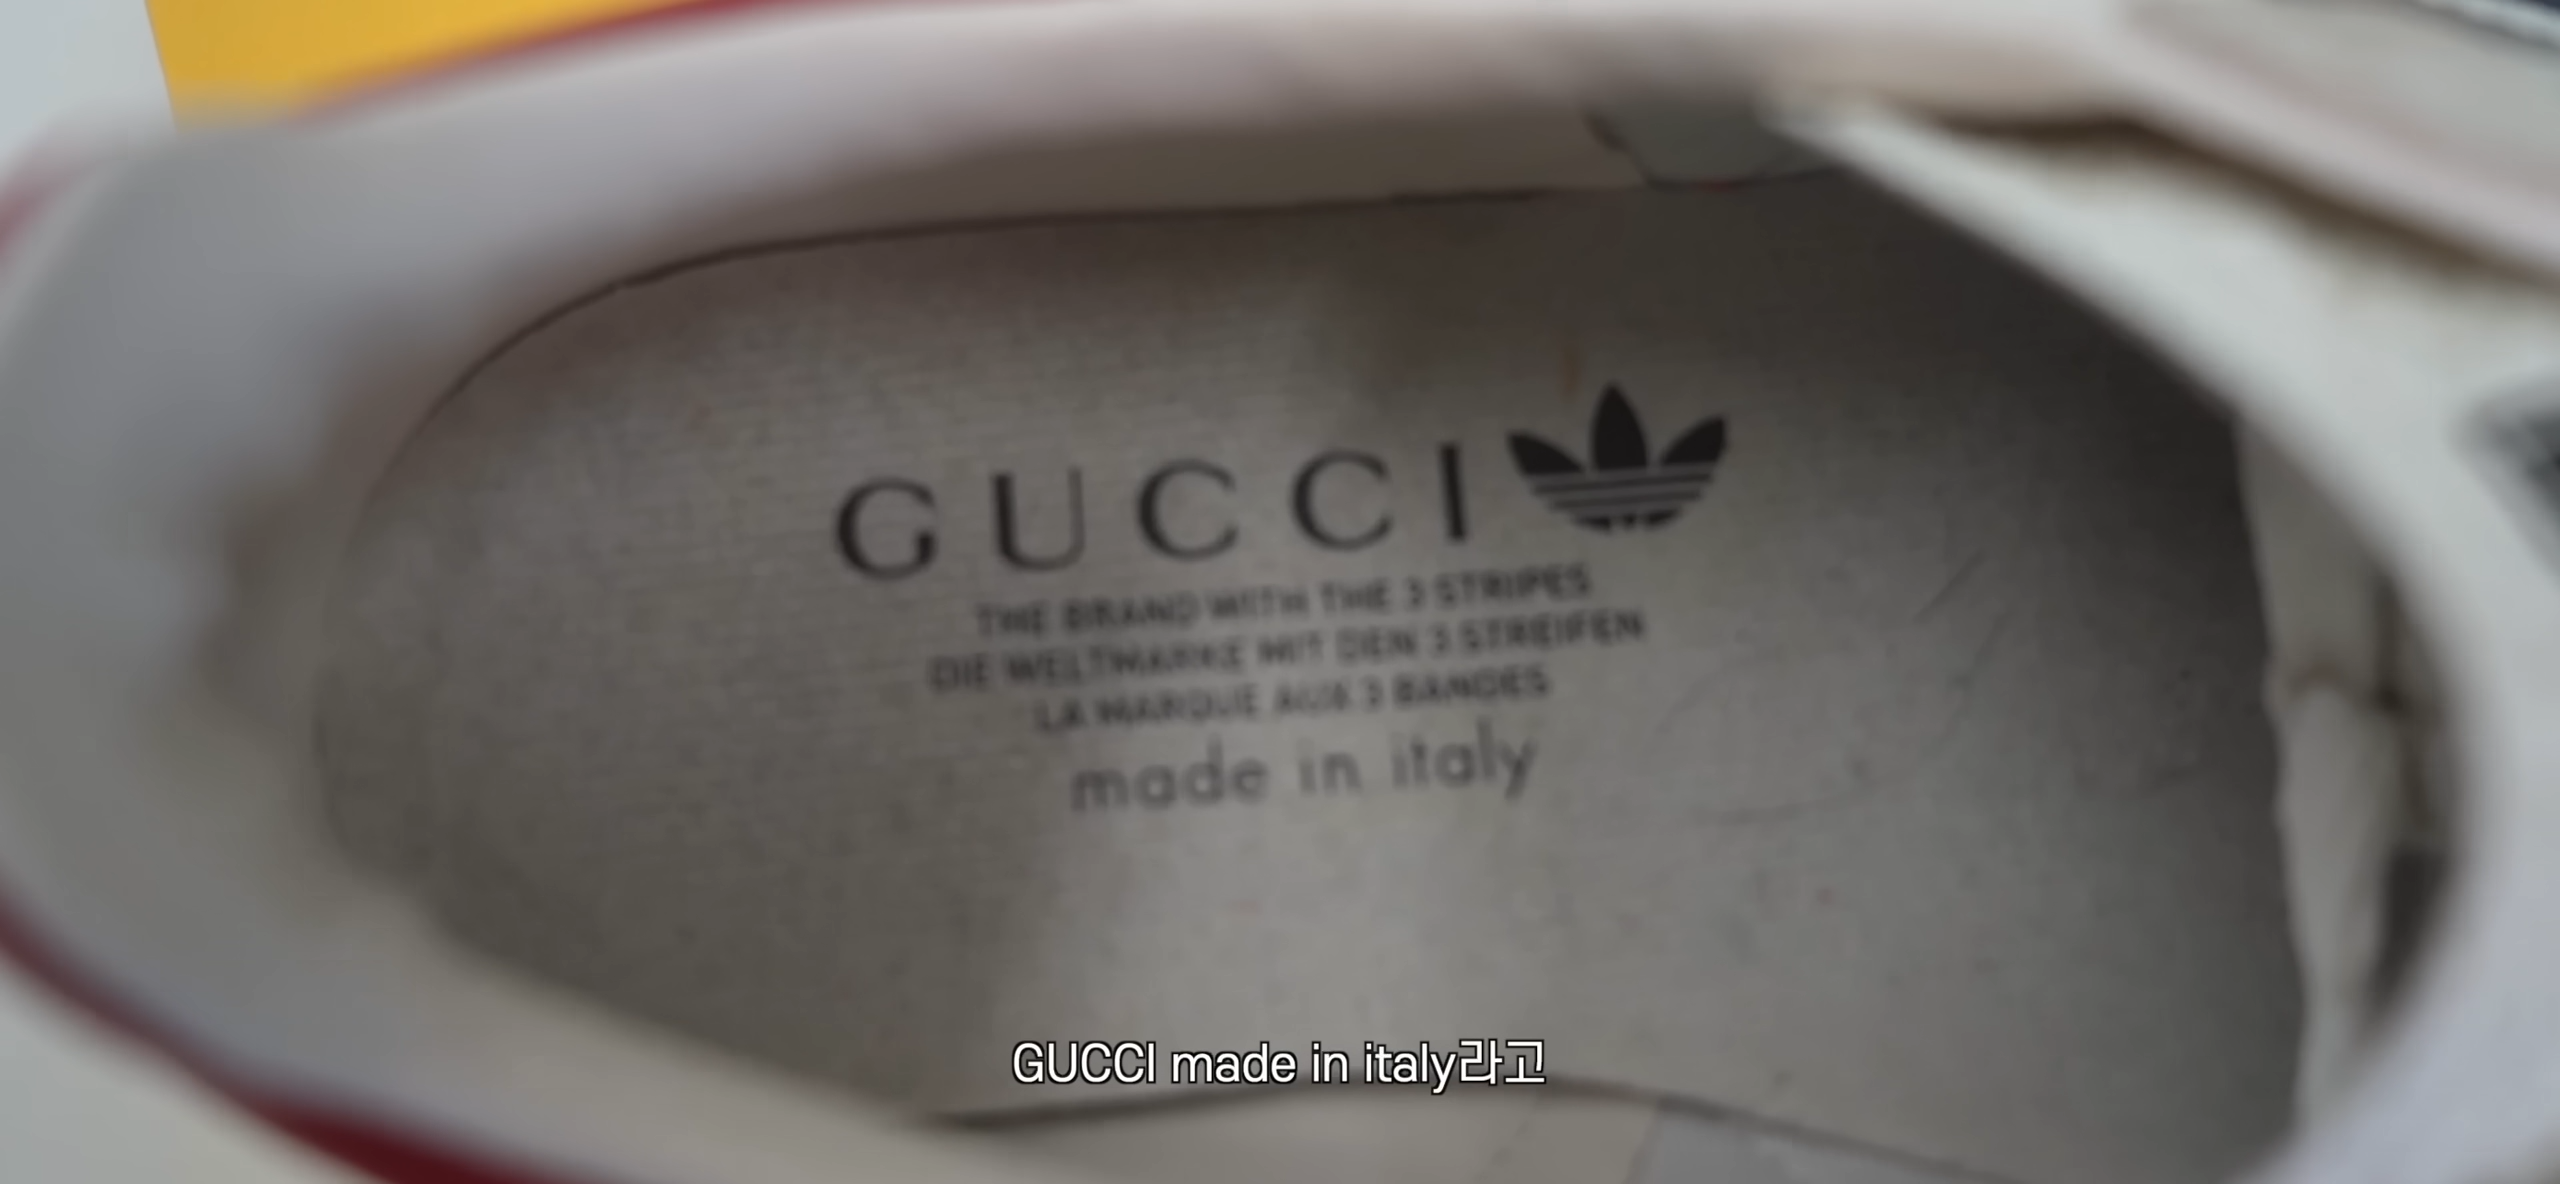 GUCCI
THE BRAND WITH THE 3 STRIPES
DIE WELTMARKE MIT DEN 3 STREIFEN
LA MARQUE AUX 3 BANDES
made in italy
GUCCI made in italy라고